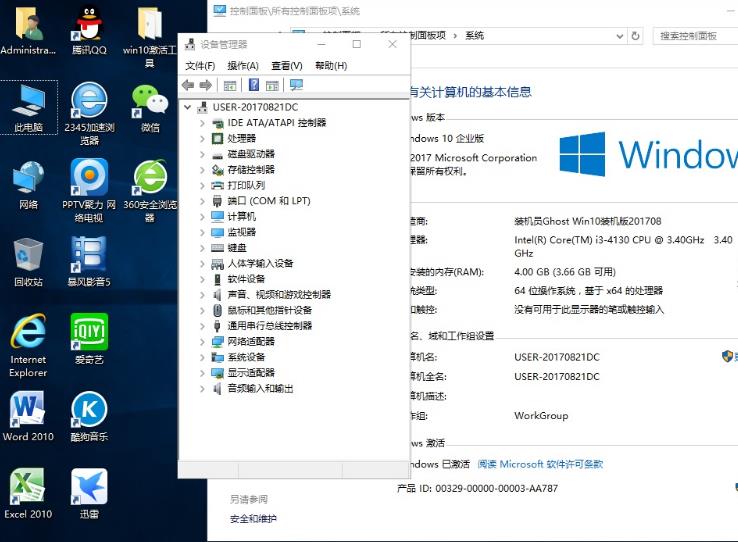 Administra...
腾讯QQ
win10激活工
具
此电脑
2345加速浏
览器
微信
网络
PPTV聚力 网
络电视
360安全浏览
器
回收站
暴风影音5
Internet
Explorer
iQIYI
爱奇艺
Word 2010
酷狗音乐
Excel 2010
迅雷
设备管理器
文件(F) 操作(A) 查看(V) 帮助(H)
USER-20170821DC
IDE ATA/ATAPI 控制器
处理器
磁盘驱动器
存储控制器
打印队列
端口 (COM 和 LPT)
计算机
监视器
键盘
人体学输入设备
软件设备
声音、视频和游戏控制器
鼠标和其他指针设备
通用串行总线控制器
网络适配器
系统设备
显示适配器
音频输入和输出
控制面板\所有控制面板项\系统
控制面板 › 所有控制面板项 › 系统
搜索控制面板
有关计算机的基本信息
ws 版本
ndows 10 企业版
2017 Microsoft Corporation
保留所有权利。
Window
造商: 装机员Ghost Win10装机版201708
理器: Intel(R) Core(TM) i3-4130 CPU @ 3.40GHz 3.40
GHz
安装的内存(RAM): 4.00 GB (3.66 GB 可用)
统类型: 64 位操作系统，基于 x64 的处理器
和触控: 没有可用于此显示器的笔或触控输入
名、域和工作组设置
算机名: USER-20170821DC
算机全名: USER-20170821DC
算机描述:
作组: WorkGroup
ws 激活
ndows 已激活 阅读 Microsoft 软件许可条款
产品 ID: 00329-00000-00003-AA787
另请参阅
安全和维护